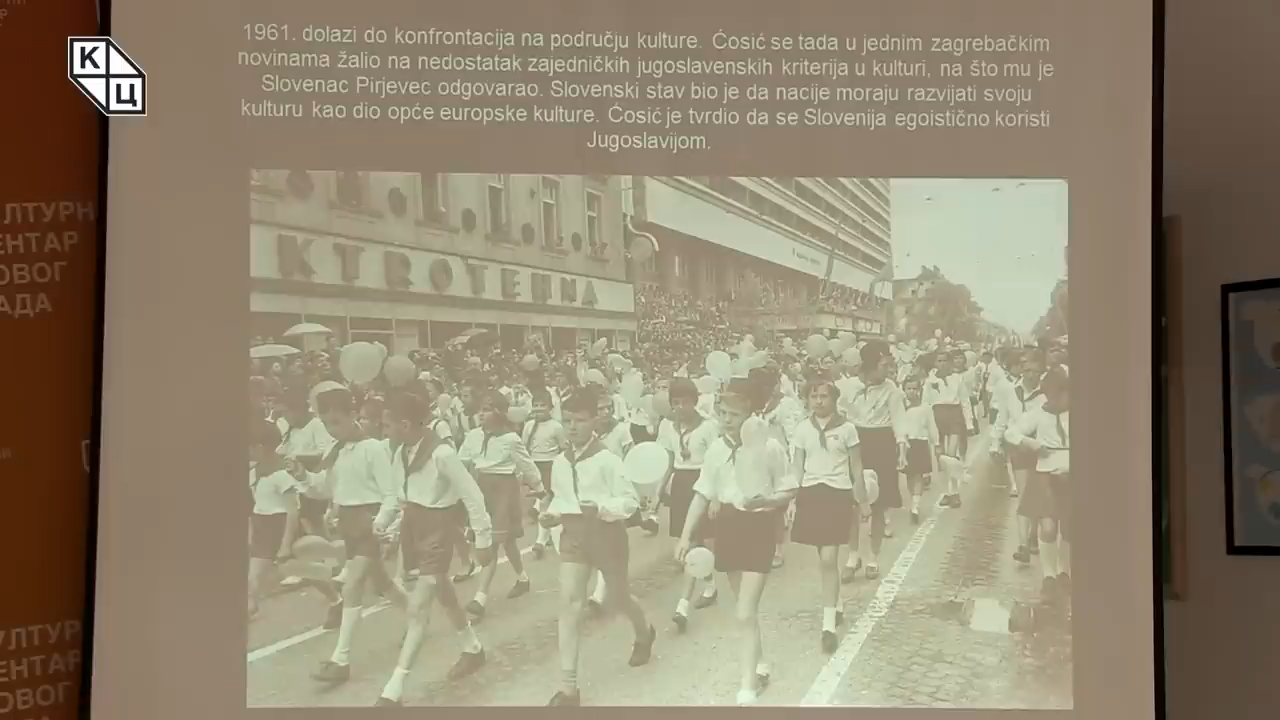 К
Ц
1961. dolazi do konfrontacija na području kulture. Ćosić se tada u jednim zagrebačkim
novinama žalio na nedostatak zajedničkih jugoslavenskih kriterija u kulturi, na što mu je
Slovenac Pirjevec odgovarao. Slovenski stav bio je da nacije moraju razvijati svoju
kulturu kao dio opće europske kulture. Ćosić je tvrdio da se Slovenija egoistično koristi
Jugoslavijom.
KTROTEHNA
ЛТУРН
ЕНТАР
ОВОГ
АДА
УЛТУР
ЕНТАР
ОВОГ